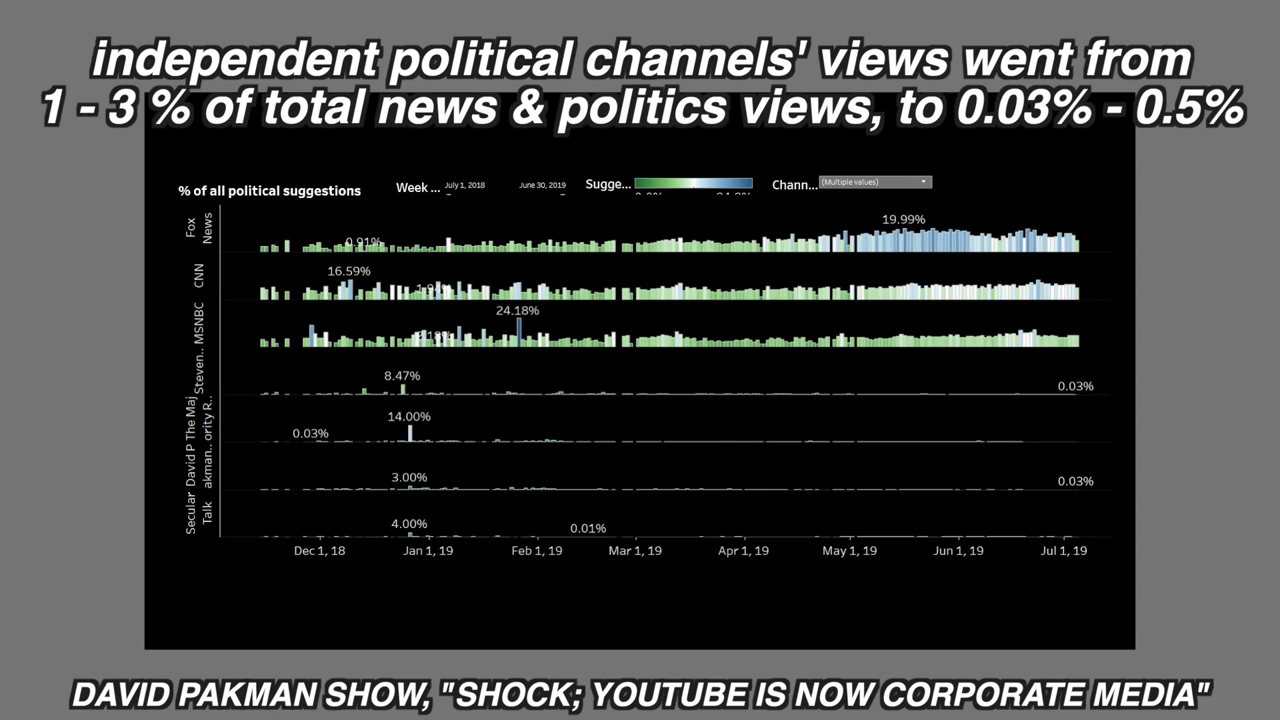 independent political channels' views went from
1 - 3 % of total news & politics views, to 0.03% - 0.5%
% of all political suggestions
Week ...
July 1, 2018
June 30, 2019
Sugge...
Chann...
(Multiple values)
Fox
News
0.91%
19.99%
CNN
16.59%
MSNBC
24.18%
Steven..
8.47%
0.03%
The Maj
ority R..
0.03%
14.00%
David P
akman..
3.00%
0.03%
Secular
Talk
4.00%
0.01%
Dec 1, 18
Jan 1, 19
Feb 1, 19
Mar 1, 19
Apr 1, 19
May 1, 19
Jun 1, 19
Jul 1, 19
DAVID PAKMAN SHOW, "SHOCK; YOUTUBE IS NOW CORPORATE MEDIA"